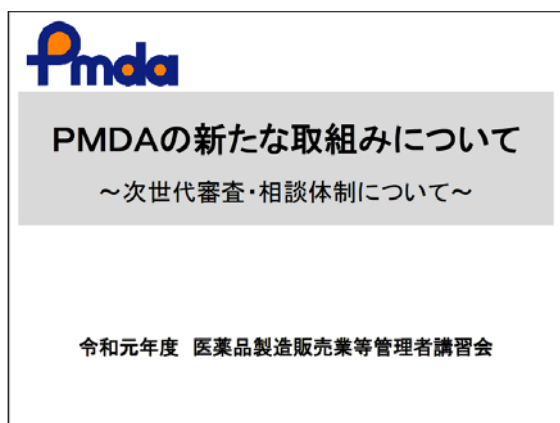 Pmda
PMDAの新たな取組みについて
～次世代審査・相談体制について～
令和元年度 医薬品製造販売業等管理者講習会